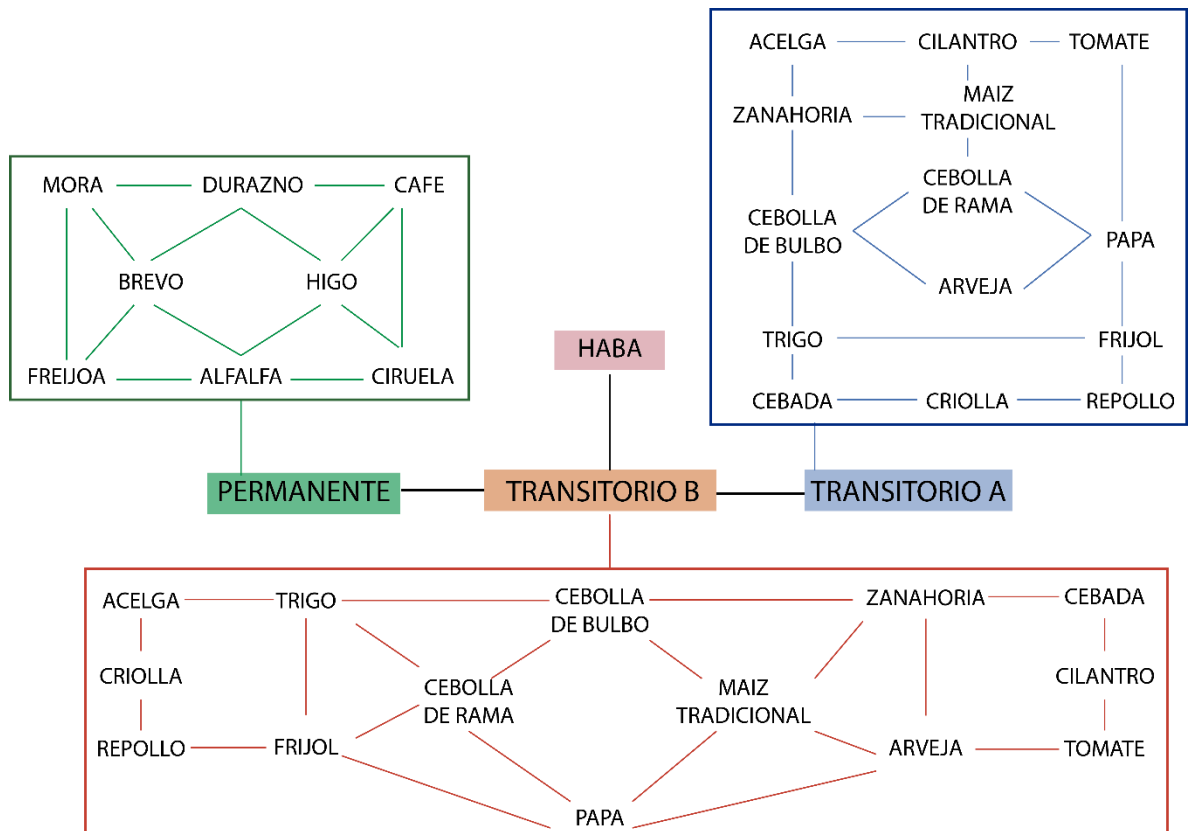 ACELGA
CILANTRO
TOMATE
ZANAHORIA
MAIZ
TRADICIONAL
CEBOLLA
DE RAMA
CEBOLLA
DE BULBO
PAPA
ARVEJA
TRIGO
FRIJOL
CEBADA
CRIOLLA
REPOLLO
MORA
DURAZNO
CAFE
BREVO
HIGO
FREIJOA
ALFALFA
CIRUELA
HABA
PERMANENTE
TRANSITORIO B
TRANSITORIO A
ACELGA
TRIGO
CEBOLLA
DE BULBO
ZANAHORIA
CEBADA
CRIOLLA
CEBOLLA
DE RAMA
MAIZ
TRADICIONAL
CILANTRO
REPOLLO
FRIJOL
ARVEJA
TOMATE
PAPA